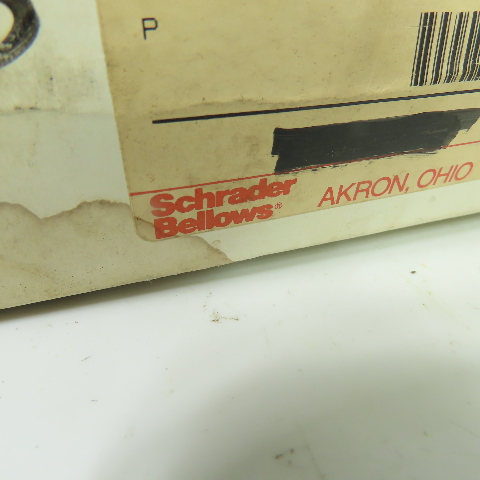 P
Schrader
Bellows®
AKRON, OHIO